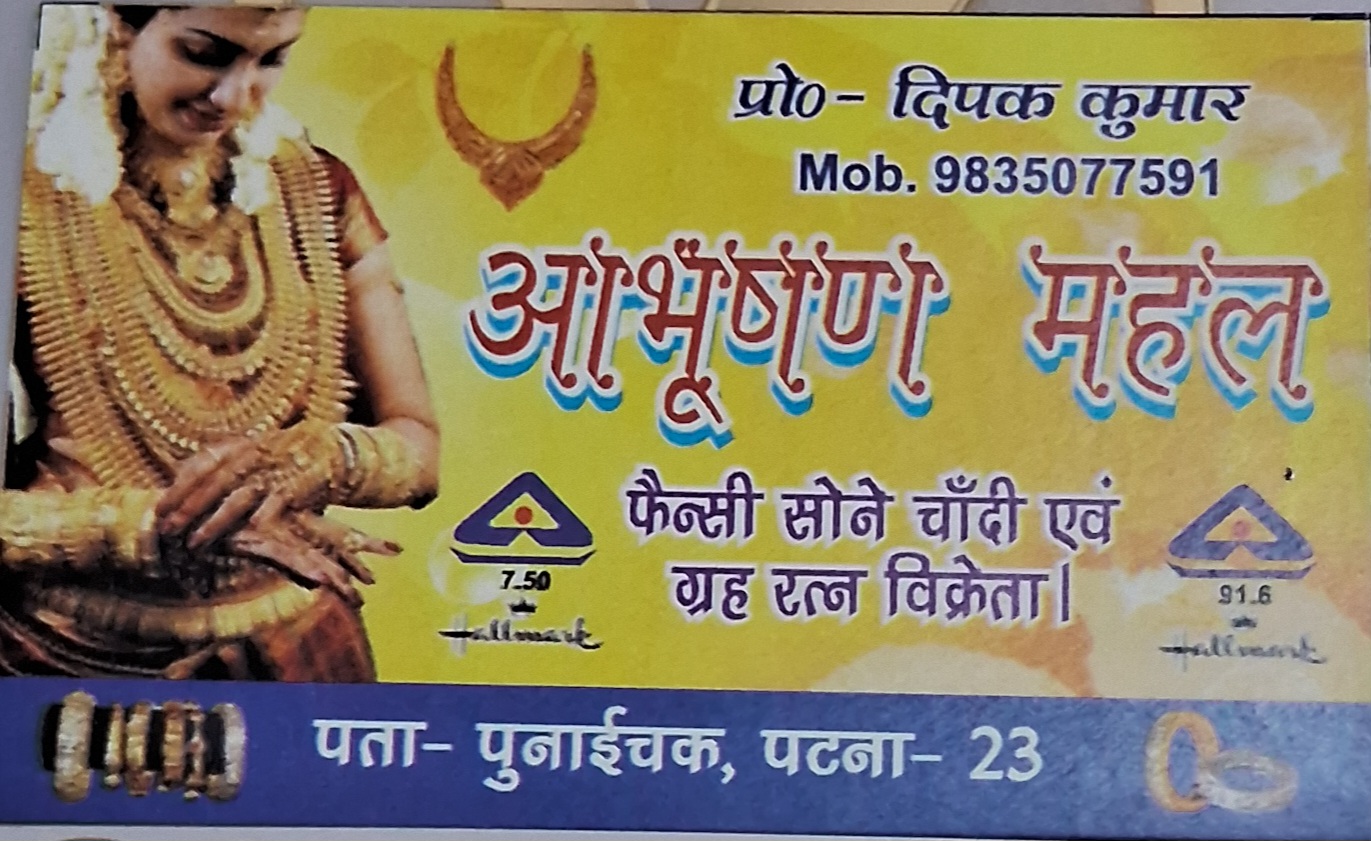 प्रो०- दिपक कुमार
Mob. 9835077591
आभूषण महल
फैन्सी सोने चाँदी एवं
ग्रह रत्न विक्रेता।
7.50
Hallmark
91.6
Hallmark
पता- पुनाईचक, पटना- 23